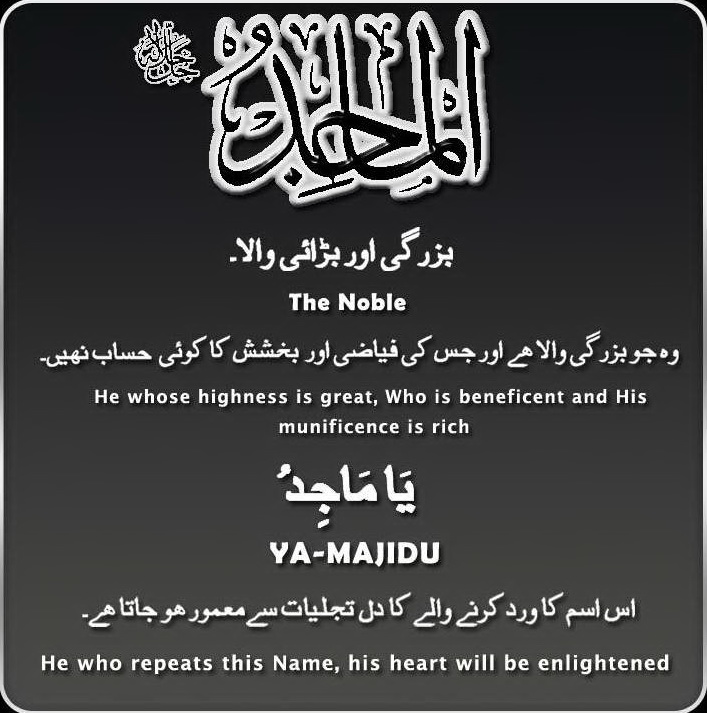 الماجدُ
جل جلاله
بزرگی اور بڑائی والا۔
The Noble
وہ جو بزرگی والا ھے اور جس کی فیاضی اور بخشش کا کوئی حساب نھیں۔
He whose highness is great, Who is beneficent and His
munificence is rich
يَا مَاجِدُ
YA-MAJIDU
اس اسم کا ورد کرنے والے کا دل تجلیات سے معمور ھو جاتا ھے۔
He who repeats this Name, his heart will be enlightened